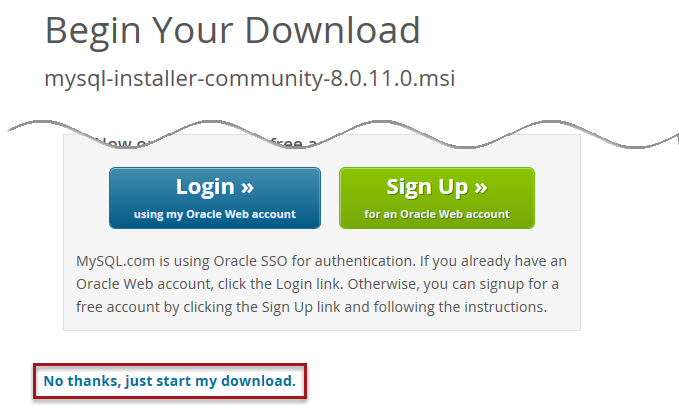 Begin Your Download
mysql-installer-community-8.0.11.0.msi
Login »
using my Oracle Web account
Sign Up »
for an Oracle Web account
MySQL.com is using Oracle SSO for authentication. If you already have an
Oracle Web account, click the Login link. Otherwise, you can signup for a
free account by clicking the Sign Up link and following the instructions.
No thanks, just start my download.